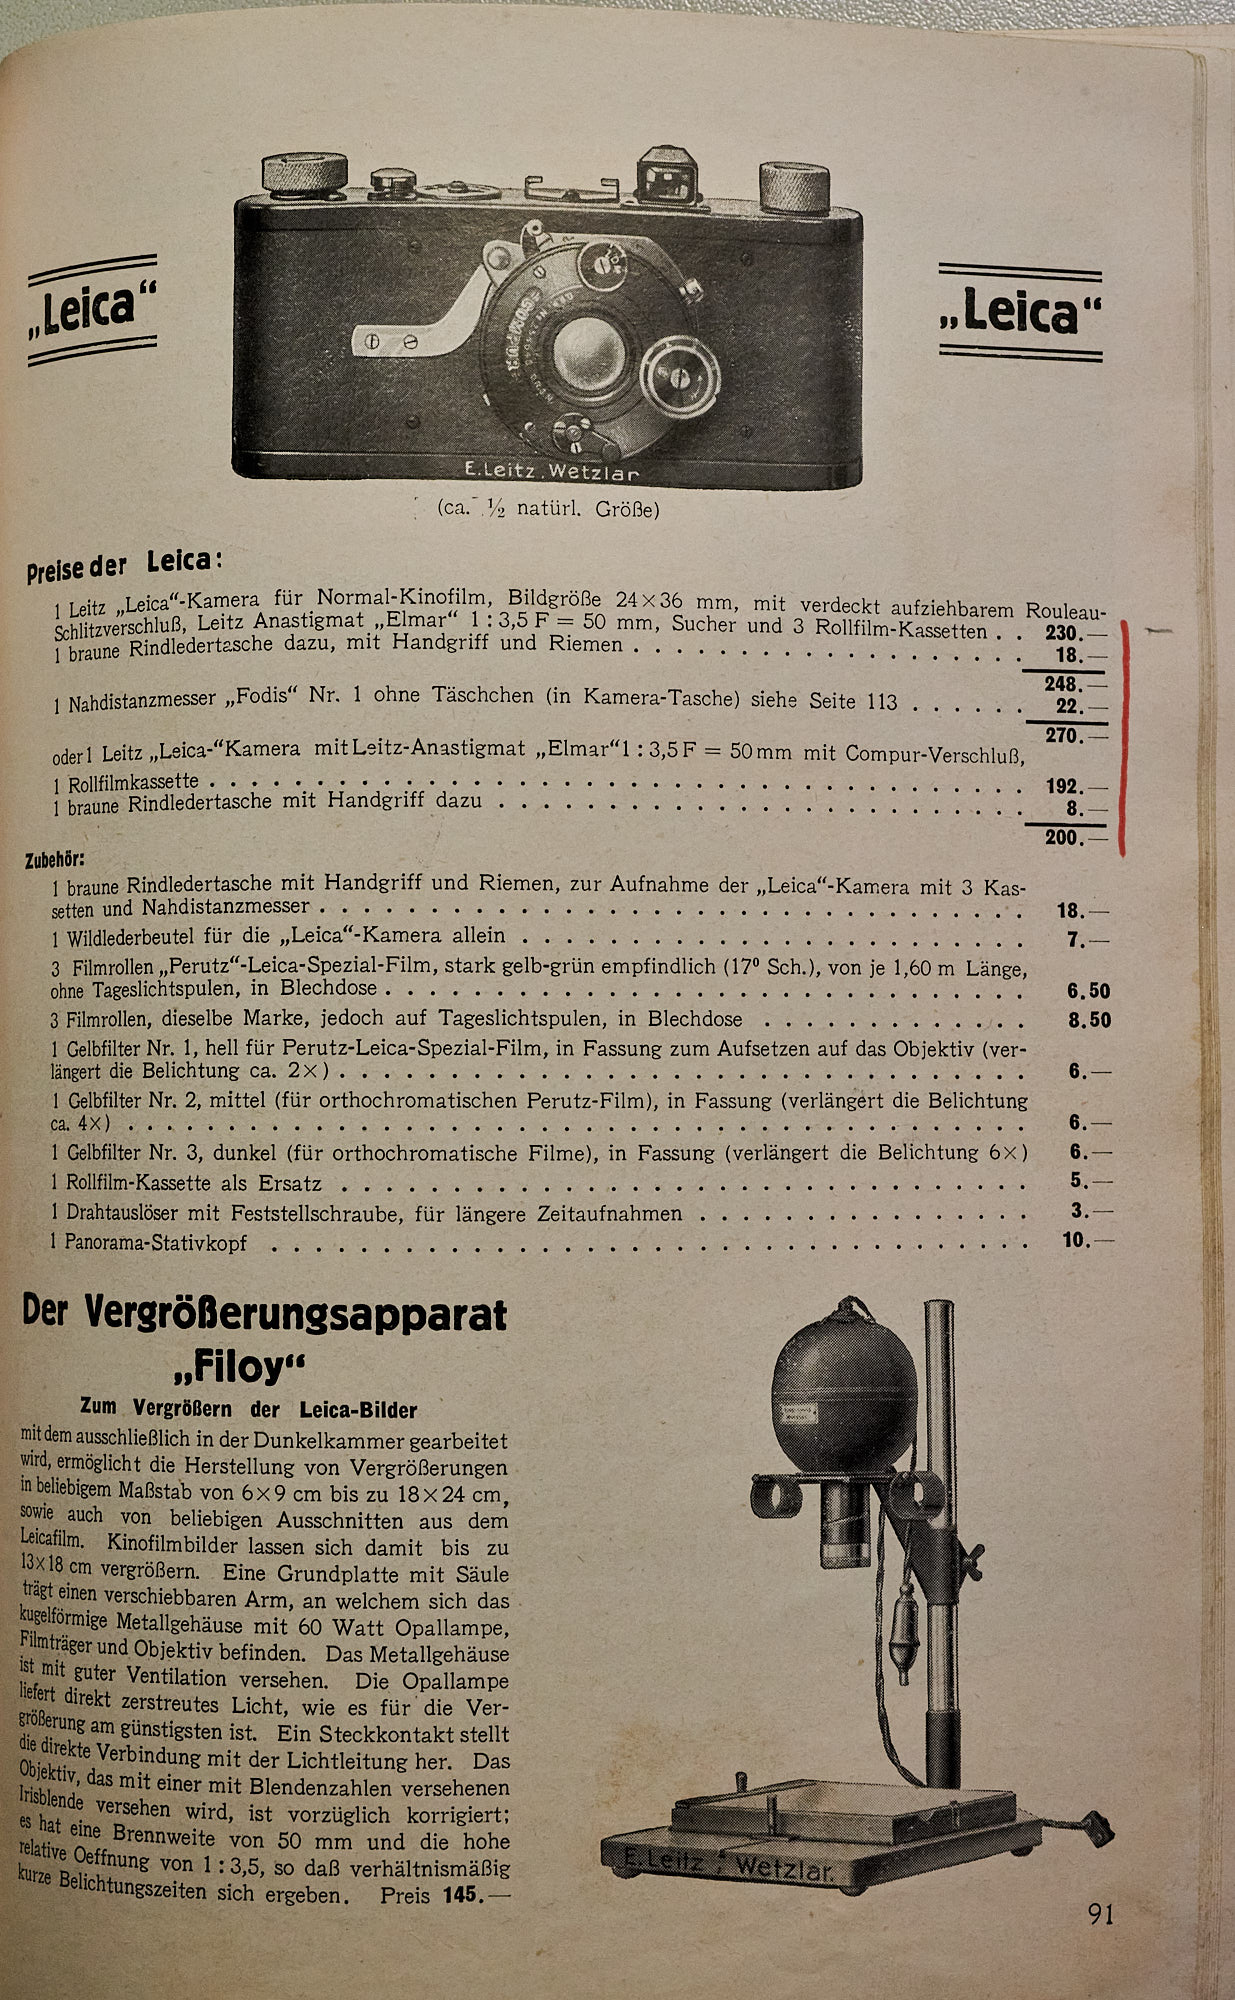 „Leica“
„Leica“
E.Leitz.Wetzlar
(ca. ½ natürl. Größe)
Preise der Leica:
1 Leitz „Leica“-Kamera für Normal-Kinofilm, Bildgröße 24×36 mm, mit verdeckt aufziehbarem Rouleau-
Schlitzverschluß, Leitz Anastigmat „Elmar“ 1 : 3,5 F = 50 mm, Sucher und 3 Rollfilm-Kassetten . . 230.—
1 braune Rindledertasche dazu, mit Handgriff und Riemen . . . . . . . . . . . . . . . . . . 18.—
248.—
1 Nahdistanzmesser „Fodis“ Nr. 1 ohne Täschchen (in Kamera-Tasche) siehe Seite 113 . . . . . . 22.—
270.—
oder 1 Leitz „Leica-“Kamera mit Leitz-Anastigmat „Elmar“ 1 : 3,5 F = 50 mm mit Compur-Verschluß,
1 Rollfilmkassette . . . . . . . . . . . . . . . . . . . . . . . . . . . . . . 192.—
1 braune Rindledertasche mit Handgriff dazu . . . . . . . . . . . . . . . . . . . 8.—
200.—
Zubehör:
1 braune Rindledertasche mit Handgriff und Riemen, zur Aufnahme der „Leica“-Kamera mit 3 Kas-
setten und Nahdistanzmesser . . . . . . . . . . . . . . . . . . . . . . . . . . 18.—
1 Wildlederbeutel für die „Leica“-Kamera allein . . . . . . . . . . . . . . . . . . 7.—
3 Filmrollen „Perutz“-Leica-Spezial-Film, stark gelb-grün empfindlich (17⁰ Sch.), von je 1,60 m Länge,
ohne Tageslichtspulen, in Blechdose . . . . . . . . . . . . . . . . . . . . . . . 6.50
3 Filmrollen, dieselbe Marke, jedoch auf Tageslichtspulen, in Blechdose . . . . . . . . . . . . 8.50
1 Gelbfilter Nr. 1, hell für Perutz-Leica-Spezial-Film, in Fassung zum Aufsetzen auf das Objektiv (ver-
längert die Belichtung ca. 2×) . . . . . . . . . . . . . . . . . . . . . . . . . 6.—
1 Gelbfilter Nr. 2, mittel (für orthochromatischen Perutz-Film), in Fassung (verlängert die Belichtung
ca. 4×) . . . . . . . . . . . . . . . . . . . . . . . . . . . . . . . . . 6.—
1 Gelbfilter Nr. 3, dunkel (für orthochromatische Filme), in Fassung (verlängert die Belichtung 6×) 6.—
1 Rollfilm-Kassette als Ersatz . . . . . . . . . . . . . . . . . . . . . . . . . 5.—
1 Drahtauslöser mit Feststellschraube, für längere Zeitaufnahmen . . . . . . . . . . . . . . . 3.—
1 Panorama-Stativkopf . . . . . . . . . . . . . . . . . . . . . . . . . . . . 10.—
Der Vergrößerungsapparat
„Filoy“
Zum Vergrößern der Leica-Bilder
mit dem ausschließlich in der Dunkelkammer gearbeitet
wird, ermöglicht die Herstellung von Vergrößerungen
in beliebigem Maßstab von 6×9 cm bis zu 18×24 cm,
sowie auch von beliebigen Ausschnitten aus dem
Leicafilm. Kinofilmbilder lassen sich damit bis zu
13×18 cm vergrößern. Eine Grundplatte mit Säule
trägt einen verschiebbaren Arm, an welchem sich das
kugelförmige Metallgehäuse mit 60 Watt Opallampe,
Filmträger und Objektiv befinden. Das Metallgehäuse
ist mit guter Ventilation versehen. Die Opallampe
liefert direkt zerstreutes Licht, wie es für die Ver-
größerung am günstigsten ist. Ein Steckkontakt stellt
die direkte Verbindung mit der Lichtleitung her. Das
Objektiv, das mit einer mit Blendenzahlen versehenen
Irisblende versehen wird, ist vorzüglich korrigiert;
es hat eine Brennweite von 50 mm und die hohe
relative Oeffnung von 1 : 3,5, so daß verhältnismäßig
kurze Belichtungszeiten sich ergeben. Preis 145.—
E.Leitz, Wetzlar.
91